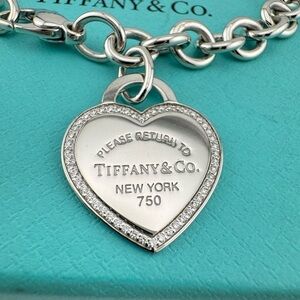 TIFFANY & CO.
PLEASE RETURN TO
TIFFANY & CO.
NEW YORK
750